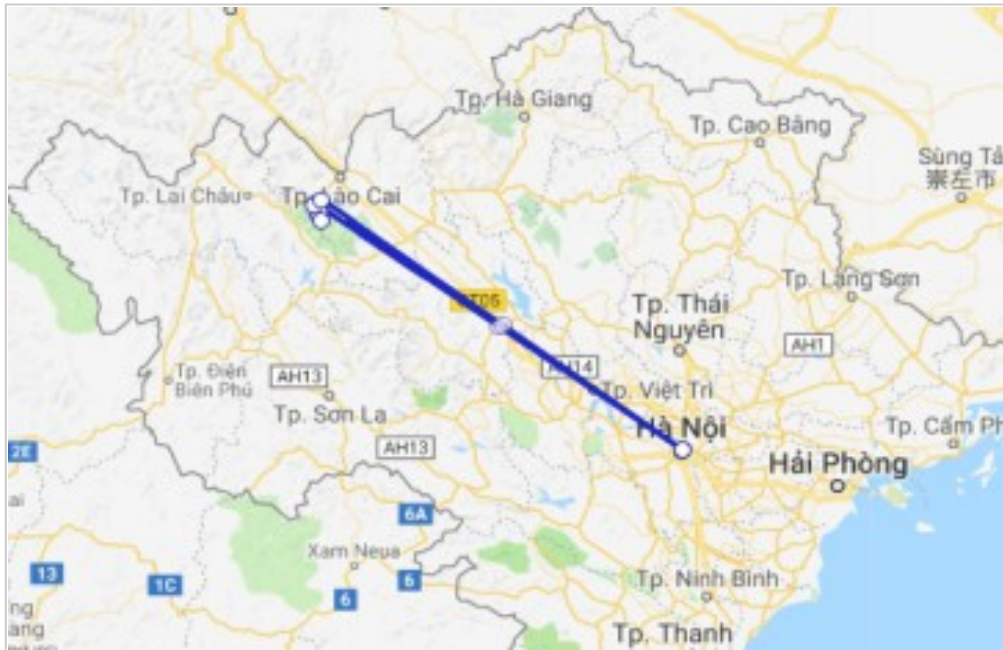 Tp. Hà Giang
Tp. Cao Bằng
Sùng Tả
崇左市
Tp. Lai Châu
Tp. Lào Cai
Tp. Lạng Sơn
CT05
Tp. Thái
Nguyên
AH1
AH14
Tp. Điện
Biên Phủ
AH13
Tp. Việt Trì
Tp. Sơn La
Hà Nội
Tp. Cẩm Ph
2E
AH13
Hải Phòng
6A
Xam Neua
13
1C
6
6
Tp. Ninh Bình
ang
Tp. Thanh